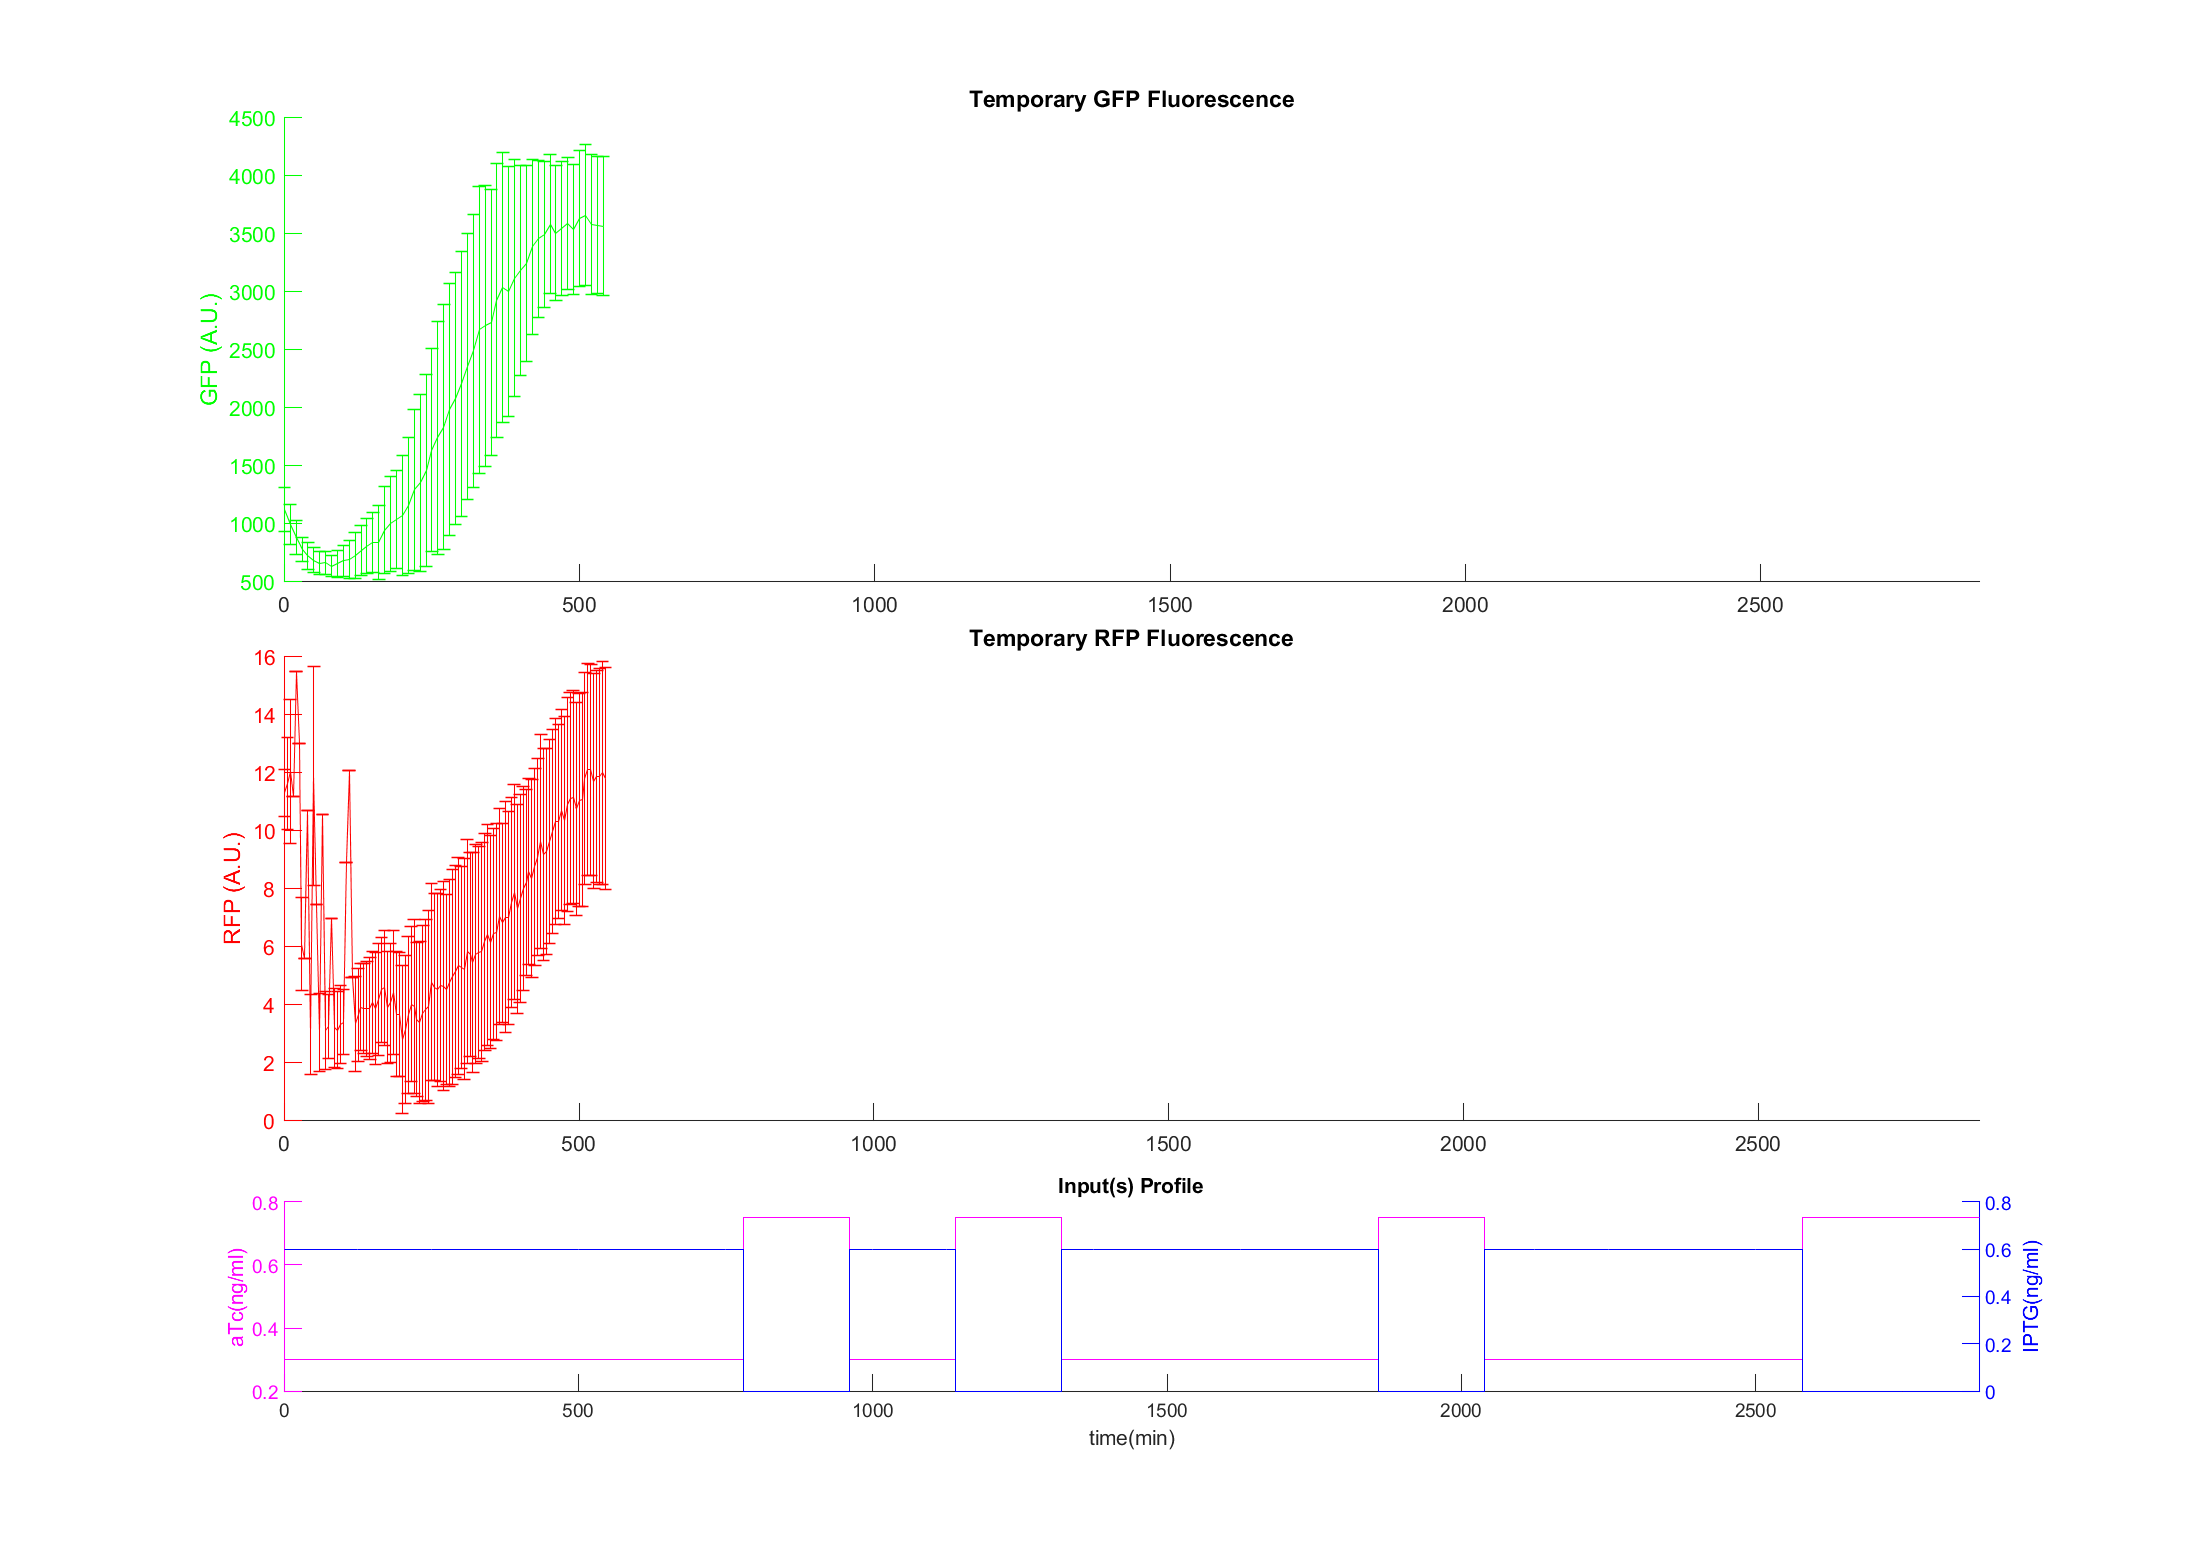 Temporary GFP Fluorescence
4500
4000
3500
3000
2500
2000
1500
1000
500
GFP (A.U.)
0 500 1000 1500 2000 2500
Temporary RFP Fluorescence
16
14
12
10
8
6
4
2
0
RFP (A.U.)
0 500 1000 1500 2000 2500
Input(s) Profile
0.8
0.6
0.4
0.2
aTc(ng/ml)
0.8
0.6
0.4
0.2
0
IPTG(ng/ml)
0 500 1000 1500 2000 2500
time(min)